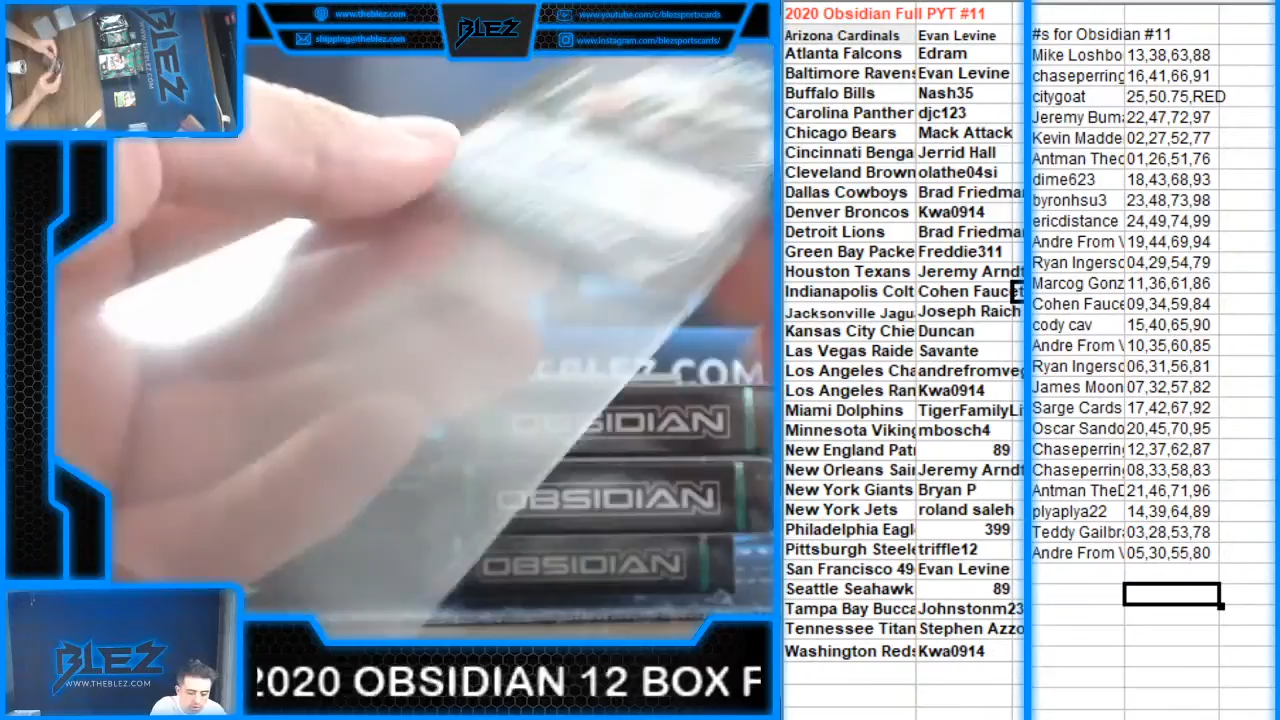 www.theblez.com
shipping@theblez.com
BLEZ
www.youtube.com/c/blezsportscards/
www.instagram.com/blezsportscards/
BLEZ
.COM
OBSIDIAN
OBSIDIAN
OBSIDIAN
BLEZ
WWW.THEBLEZ.COM
2020 OBSIDIAN 12 BOX F
2020 Obsidian Full PYT #11
Arizona Cardinals Evan Levine
Atlanta Falcons Edram
Baltimore Ravens Evan Levine
Buffalo Bills Nash35
Carolina Panther djc123
Chicago Bears Mack Attack
Cincinnati Benga Jerrid Hall
Cleveland Brown olathe04si
Dallas Cowboys Brad Friedma
Denver Broncos Kwa0914
Detroit Lions Brad Friedma
Green Bay Packe Freddie311
Houston Texans Jeremy Arndt
Indianapolis Colt Cohen Faucet
Jacksonville Jagu Joseph Raich
Kansas City Chie Duncan
Las Vegas Raide Savante
Los Angeles Cha andrefromveg
Los Angeles Ran Kwa0914
Miami Dolphins TigerFamilyLi
Minnesota Viking mbosch4
New England Pat 89
New Orleans Sai Jeremy Arndt
New York Giants Bryan P
New York Jets roland saleh
Philadelphia Eagl 399
Pittsburgh Steele triffle12
San Francisco 49 Evan Levine
Seattle Seahawk 89
Tampa Bay Bucca Johnstonm23
Tennessee Titan Stephen Azzo
Washington Reds Kwa0914
#s for Obsidian #11
Mike Loshbo 13,38,63,88
chaseperring 16,41,66,91
citygoat 25,50.75,RED
Jeremy Buma 22,47,72,97
Kevin Madde 02,27,52,77
Antman Theo 01,26,51,76
dime623 18,43,68,93
byronhsu3 23,48,73,98
ericdistance 24,49,74,99
Andre From V 19,44,69,94
Ryan Ingerso 04,29,54,79
Marcog Gonz 11,36,61,86
Cohen Fauce 09,34,59,84
cody cav 15,40,65,90
Andre From V 10,35,60,85
Ryan Ingerso 06,31,56,81
James Moon 07,32,57,82
Sarge Cards 17,42,67,92
Oscar Sando 20,45,70,95
Chaseperring 12,37,62,87
Chaseperring 08,33,58,83
Antman TheD 21,46,71,96
plyaplya22 14,39,64,89
Teddy Gailbr 03,28,53,78
Andre From V 05,30,55,80